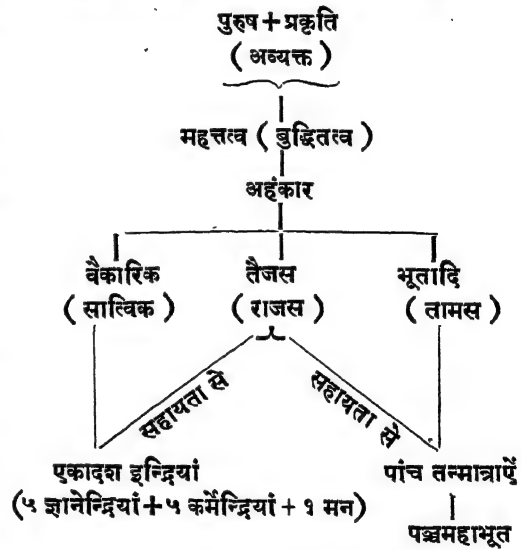 पुरुष + प्रकृति
( अव्यक्त )
महत्तत्व ( बुद्धितत्व )
अहंकार
वैकारिक तैजस भूतादि
( सात्विक ) ( राजस ) ( तामस )
सहायता से सहायता से
एकादश इन्द्रियां पांच तन्मात्राऐं
(५ ज्ञानेन्द्रियां + ५ कर्मेन्द्रियां + १ मन)
पञ्चमहाभूत